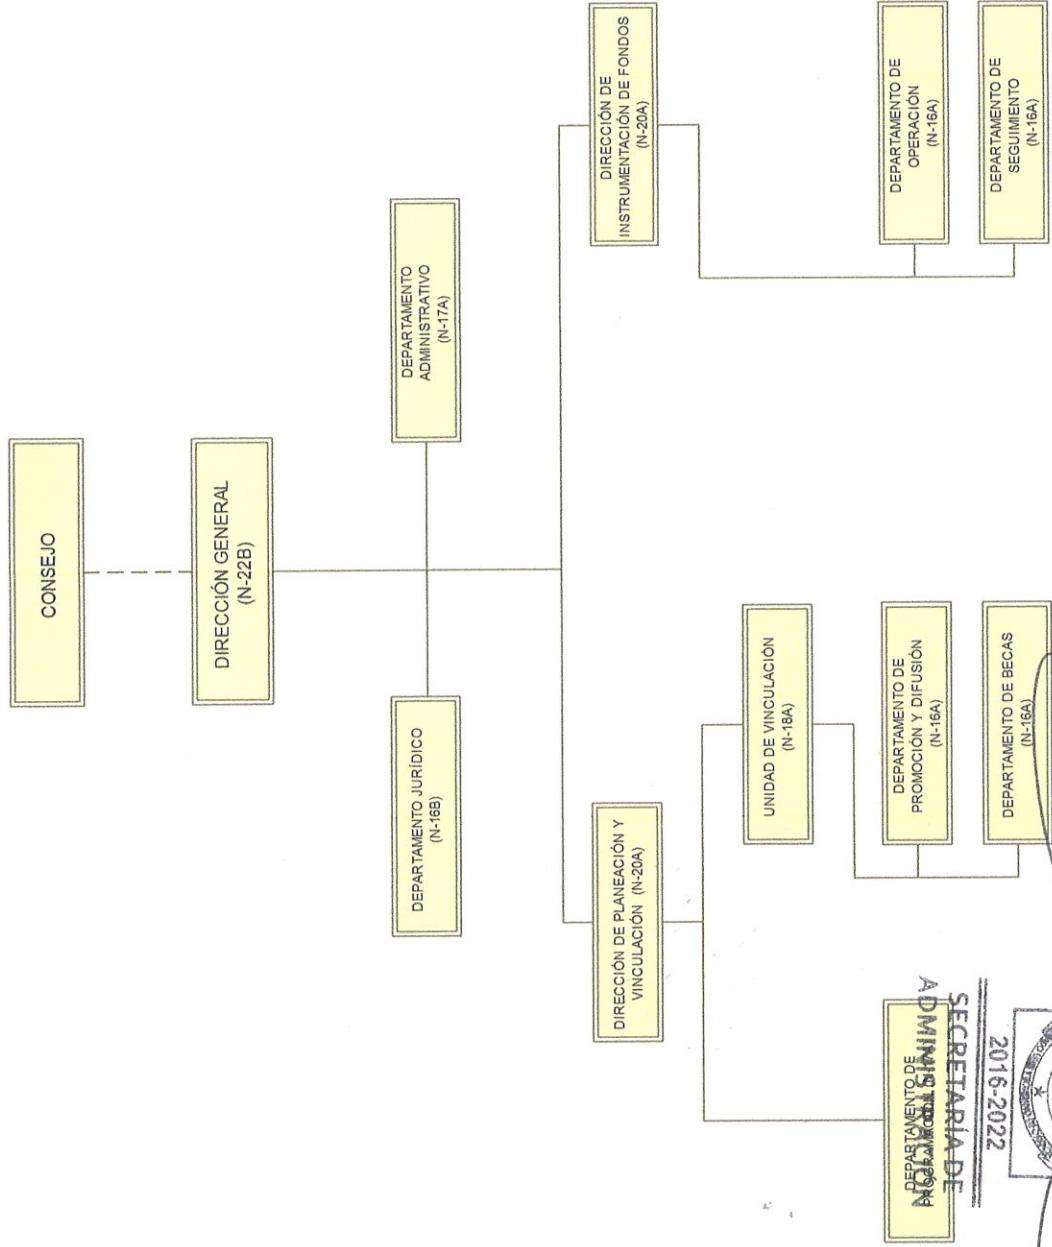 CONSEJO
DIRECCIÓN GENERAL
(N-22B)
DEPARTAMENTO JURÍDICO
(N-16B)
DEPARTAMENTO
ADMINISTRATIVO
(N-17A)
DIRECCIÓN DE PLANEACIÓN Y
VINCULACIÓN (N-20A)
DIRECCIÓN DE
INSTRUMENTACIÓN DE FONDOS
(N-20A)
UNIDAD DE VINCULACIÓN
(N-18A)
DEPARTAMENTO DE
DEPARTAMENTO DE
PROMOCIÓN Y DIFUSIÓN
(N-16A)
DEPARTAMENTO DE BECAS
(N-16A)
DEPARTAMENTO DE
OPERACIÓN
(N-16A)
DEPARTAMENTO DE
SEGUIMIENTO
(N-16A)
2016-2022
SECRETARÍA DE
ADMINISTRACIÓN